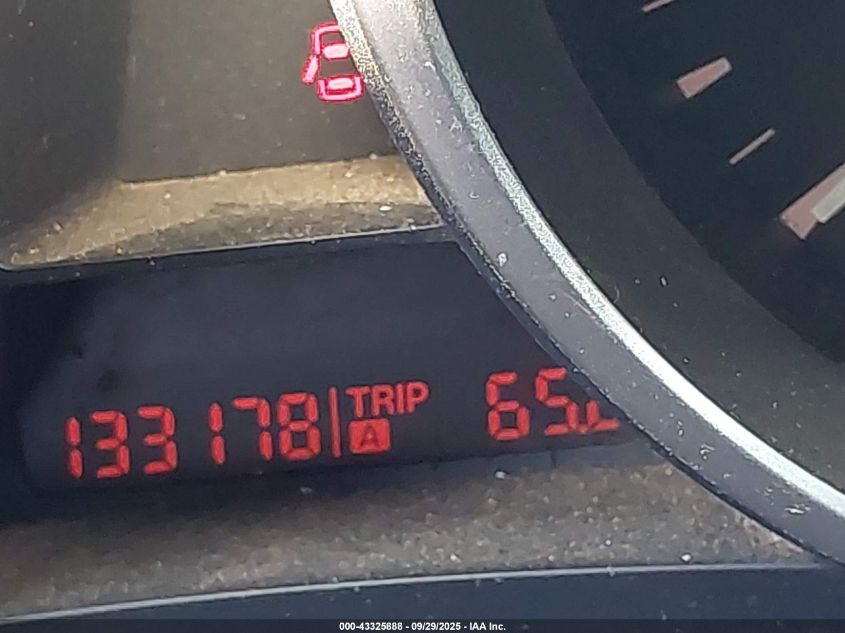 133178 TRIP 65.
A
000-43325888 - 09/29/2025 - IAA Inc.